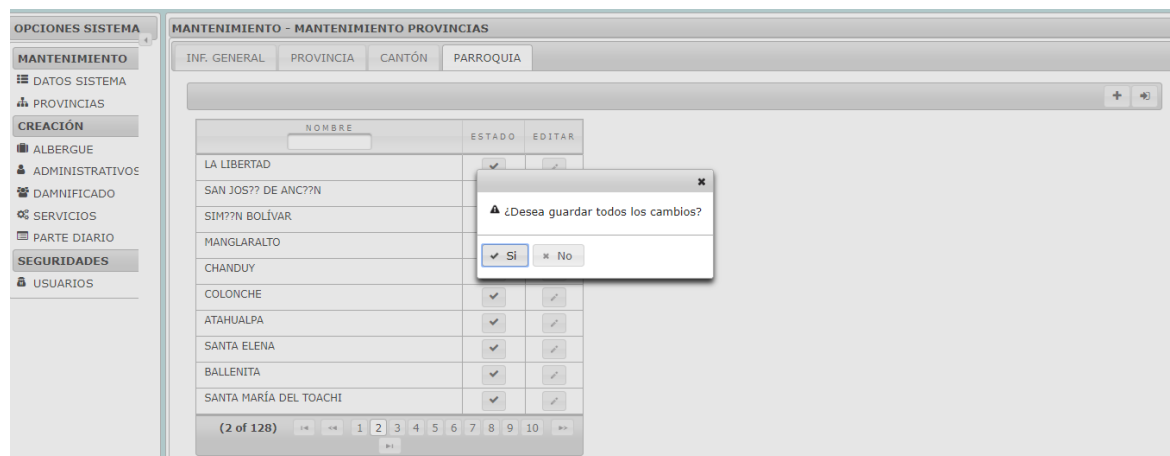 OPCIONES SISTEMA
MANTENIMIENTO
DATOS SISTEMA
PROVINCIAS
CREACIÓN
ALBERGUE
ADMINISTRATIVOS
DAMNIFICADO
SERVICIOS
PARTE DIARIO
SEGURIDADES
USUARIOS
MANTENIMIENTO - MANTENIMIENTO PROVINCIAS
INF. GENERAL PROVINCIA CANTÓN PARROQUIA
NOMBRE ESTADO EDITAR
LA LIBERTAD
SAN JOS?? DE ANC??N
SIM??N BOLÍVAR
MANGLARALTO
CHANDUY
COLONCHE
ATAHUALPA
SANTA ELENA
BALLENITA
SANTA MARÍA DEL TOACHI
(2 of 128) 1 2 3 4 5 6 7 8 9 10
¿Desea guardar todos los cambios?
Si No